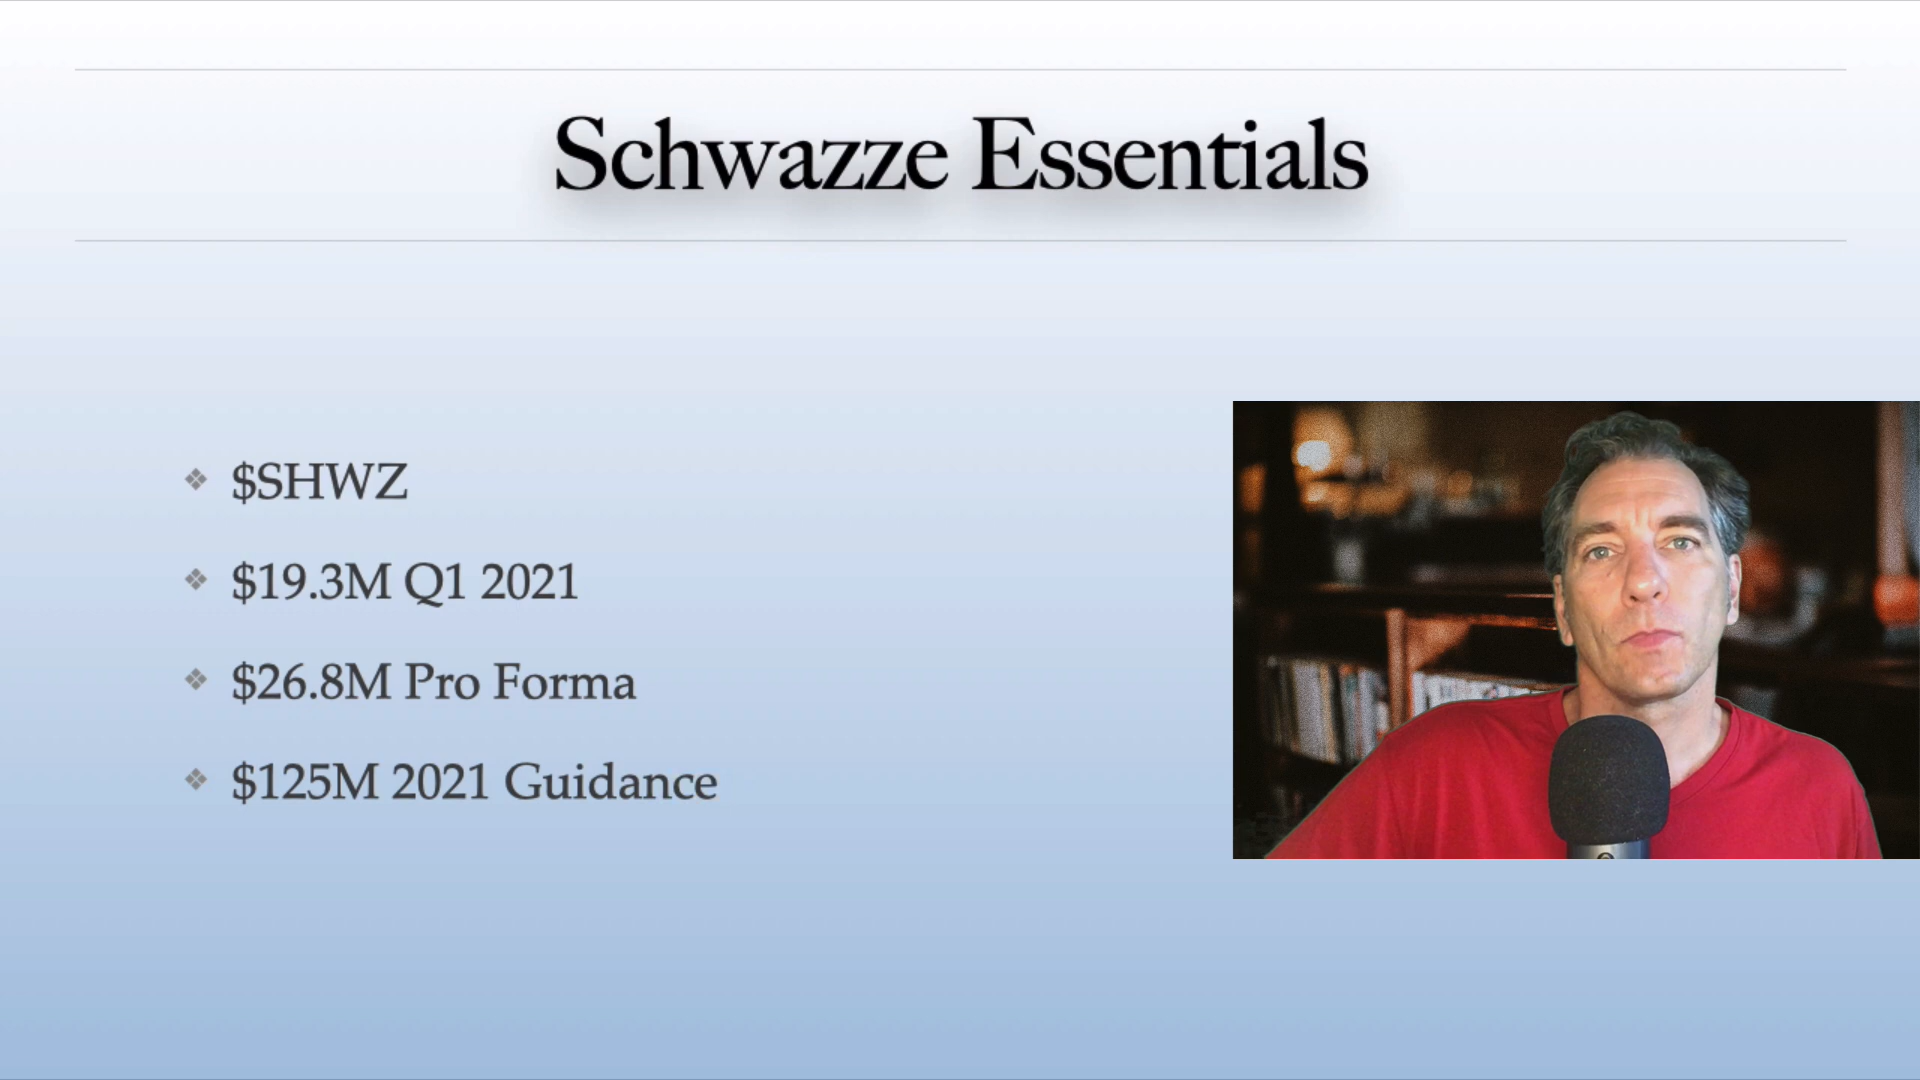 Schwazze Essentials
$SHWZ
$19.3M Q1 2021
$26.8M Pro Forma
$125M 2021 Guidance